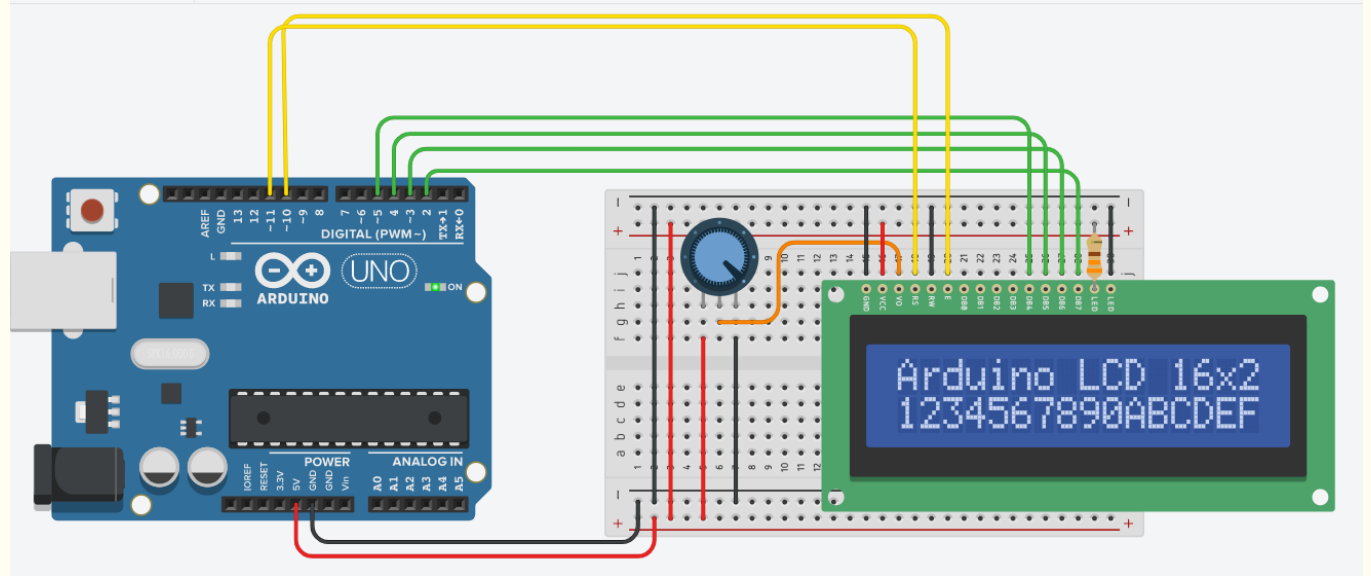 AREF
GND
13
12
~11
~10
~9
8
7
~6
~5
4
~3
2
TX→1
RX←0
DIGITAL (PWM~)
L
TX
RX
UNO
ARDUINO
ON
POWER
ANALOG IN
IOREF
RESET
3.3V
5V
GND
GND
Vin
A0
A1
A2
A3
A4
A5
GND
VCC
VO
RS
RW
E
DB0
DB1
DB2
DB3
DB4
DB5
DB6
DB7
LED
LED
Arduino LCD 16x2
1234567890ABCDEF